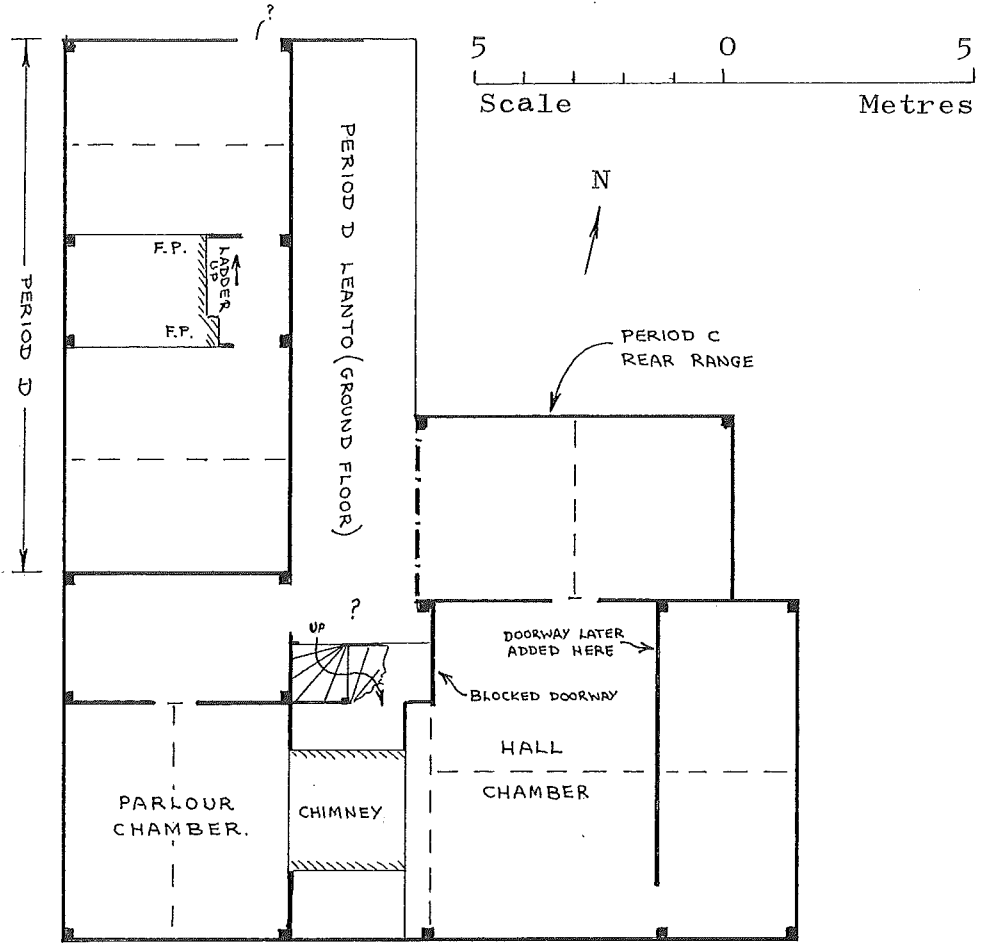 ?
5 0 5
Scale Metres
N
PERIOD D LEANTO (GROUND FLOOR)
F.P.
LADDER
UP
F.P.
PERIOD D
PERIOD C
REAR RANGE
?
UP
DOORWAY LATER
ADDED HERE
BLOCKED DOORWAY
HALL
CHAMBER
PARLOUR
CHAMBER.
CHIMNEY